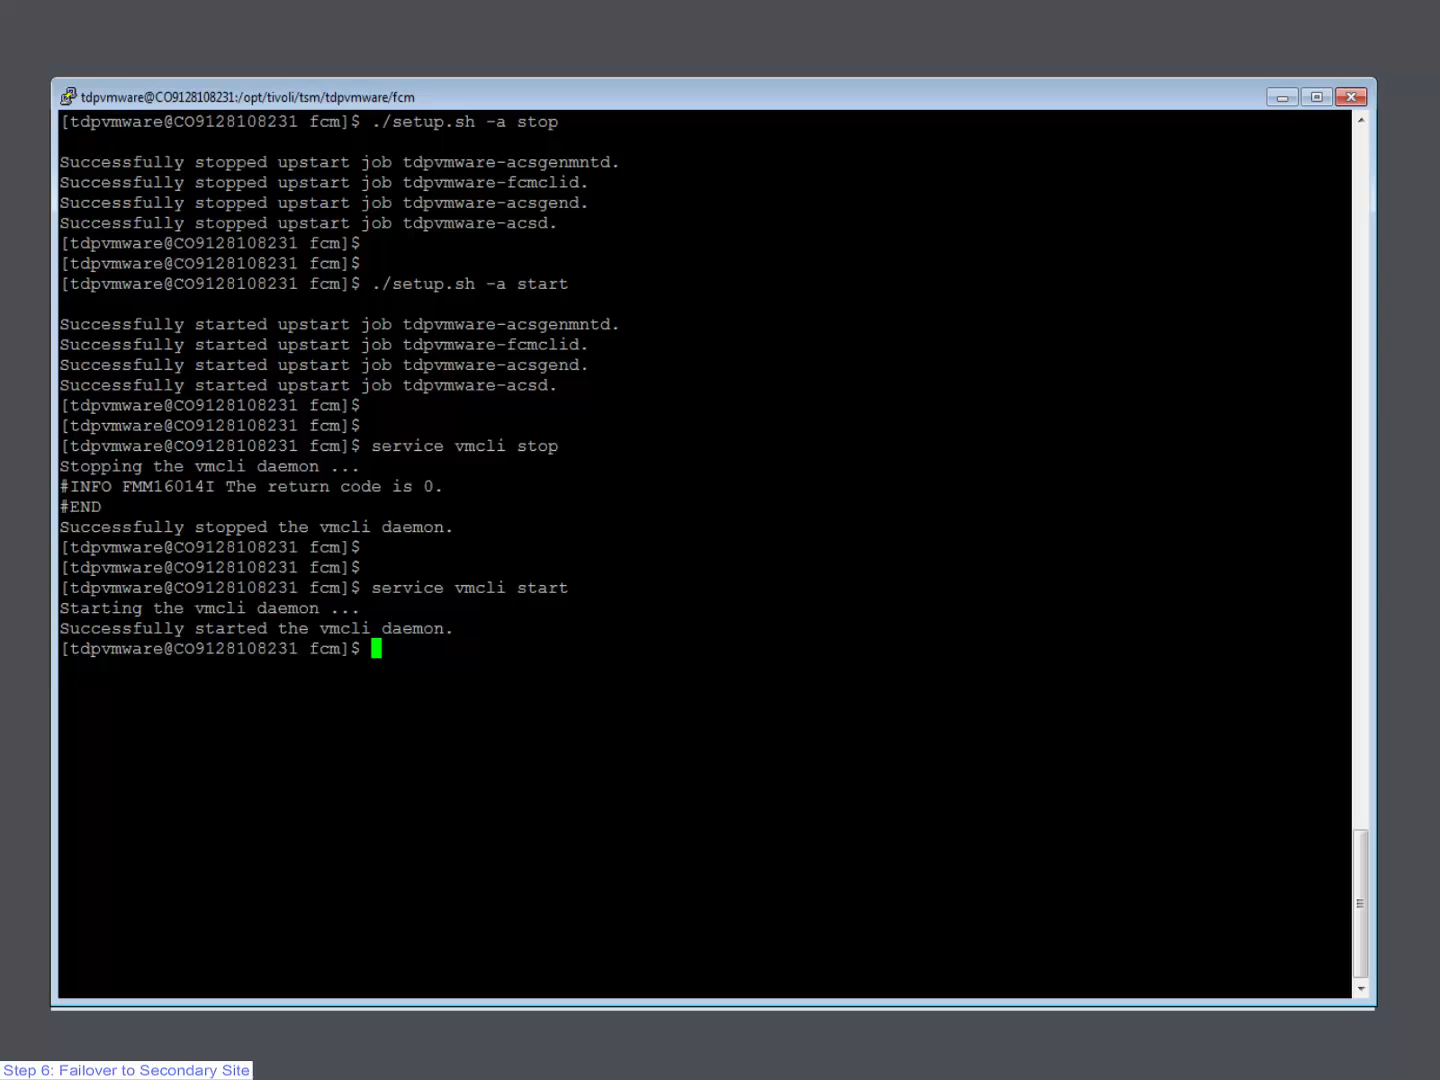 tdpvmware@CO9128108231:/opt/tivoli/tsm/tdpvmware/fcm
[tdpvmware@CO9128108231 fcm]$ ./setup.sh -a stop
Successfully stopped upstart job tdpvmware-acsgenmntd.
Successfully stopped upstart job tdpvmware-fcmclid.
Successfully stopped upstart job tdpvmware-acsgend.
Successfully stopped upstart job tdpvmware-acsd.
[tdpvmware@CO9128108231 fcm]$
[tdpvmware@CO9128108231 fcm]$
[tdpvmware@CO9128108231 fcm]$ ./setup.sh -a start
Successfully started upstart job tdpvmware-acsgenmntd.
Successfully started upstart job tdpvmware-fcmclid.
Successfully started upstart job tdpvmware-acsgend.
Successfully started upstart job tdpvmware-acsd.
[tdpvmware@CO9128108231 fcm]$
[tdpvmware@CO9128108231 fcm]$
[tdpvmware@CO9128108231 fcm]$ service vmcli stop
Stopping the vmcli daemon ...
#INFO FMM16014I The return code is 0.
#END
Successfully stopped the vmcli daemon.
[tdpvmware@CO9128108231 fcm]$
[tdpvmware@CO9128108231 fcm]$
[tdpvmware@CO9128108231 fcm]$ service vmcli start
Starting the vmcli daemon ...
Successfully started the vmcli daemon.
[tdpvmware@CO9128108231 fcm]$
Step 6: Failover to Secondary Site